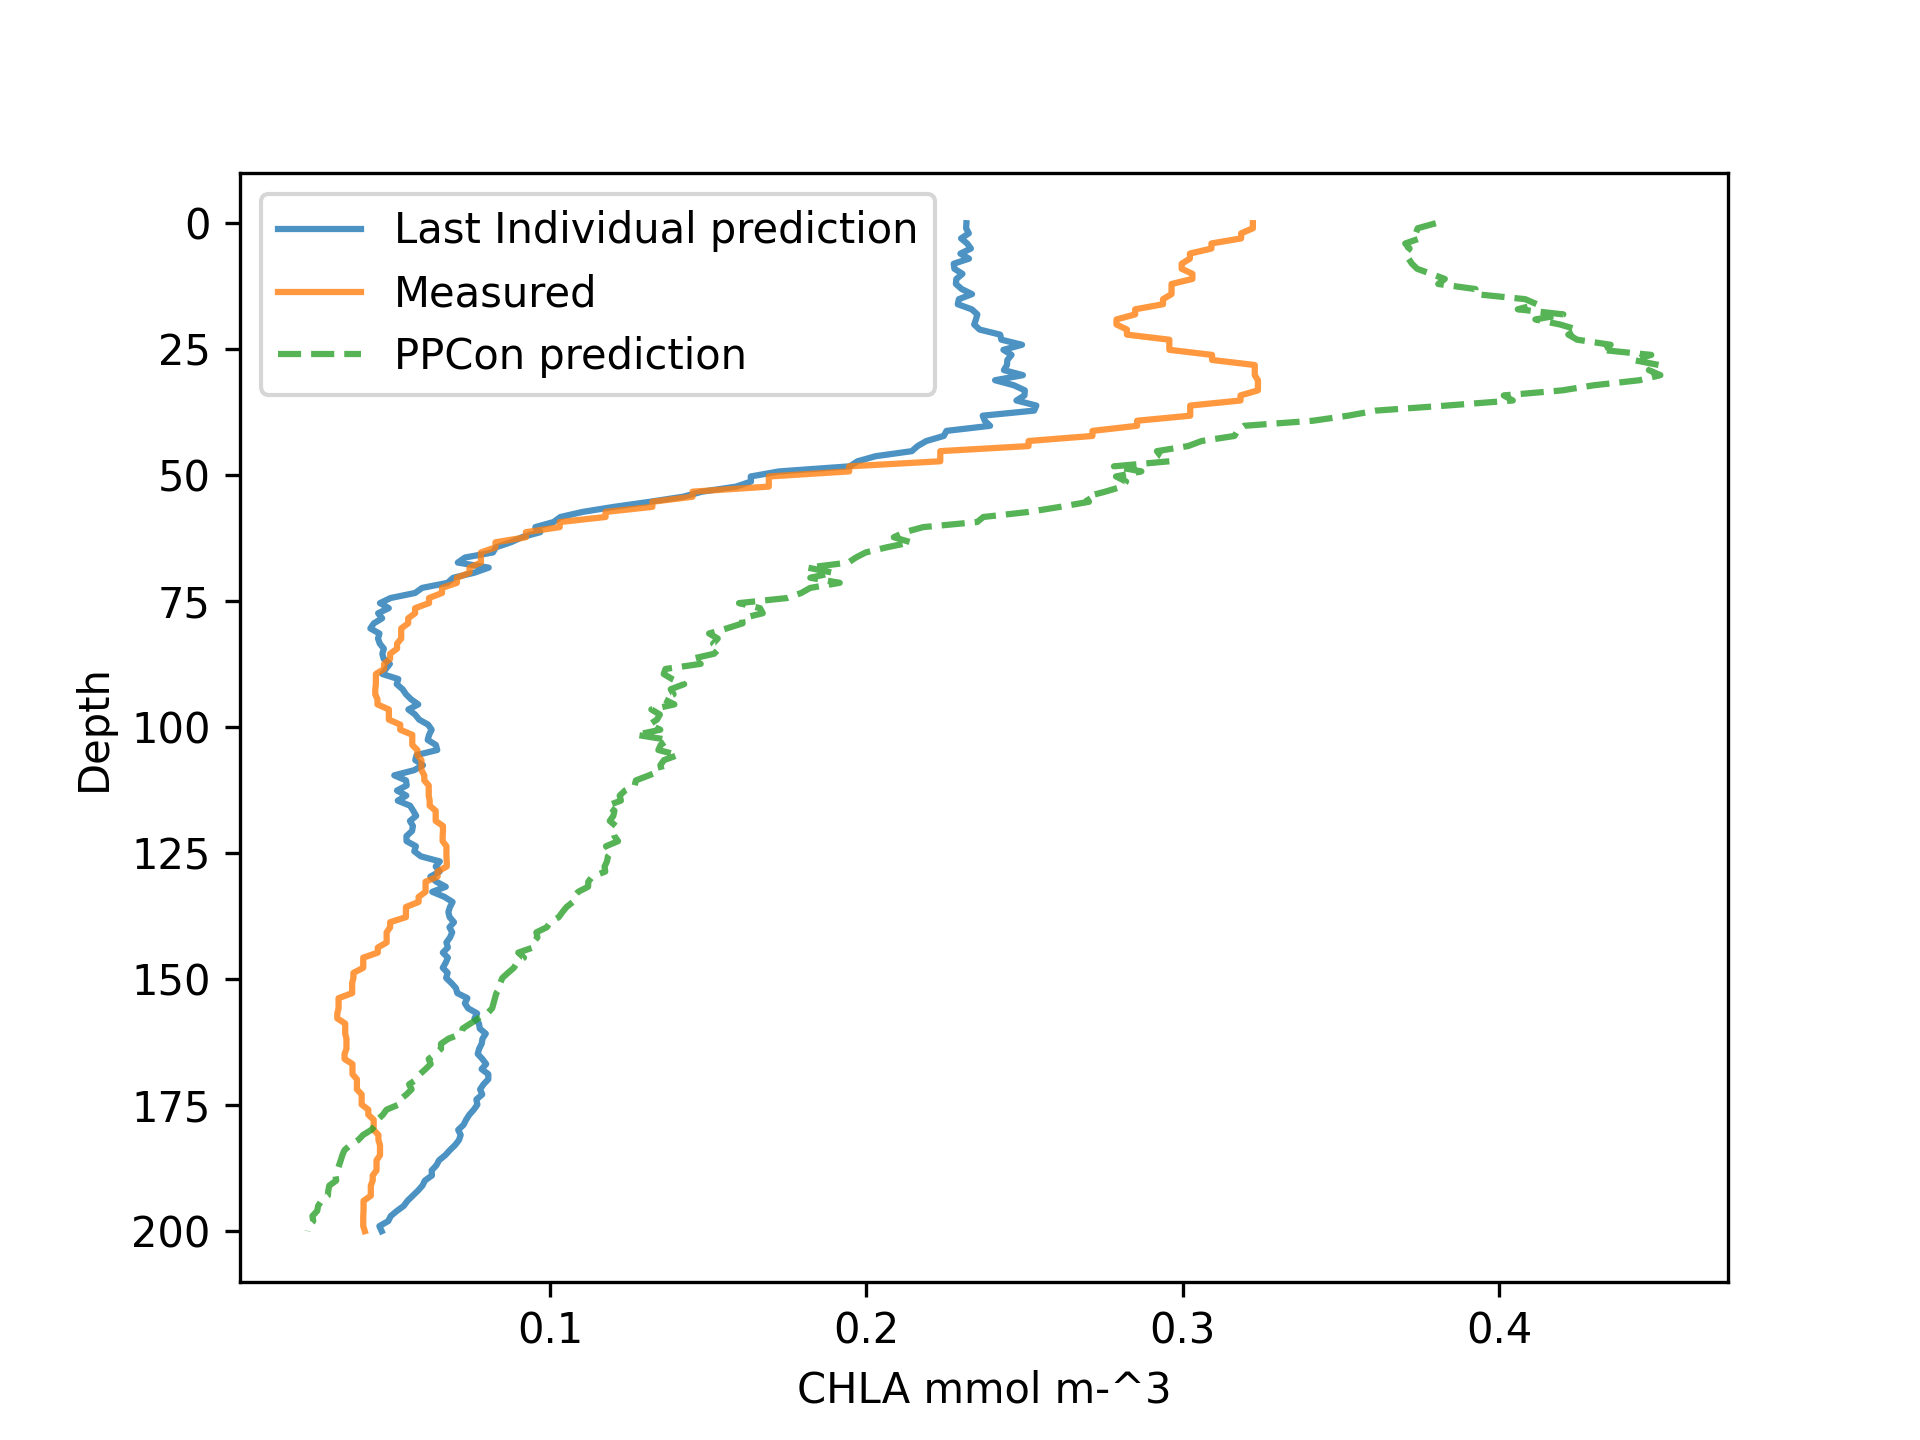 Last Individual prediction
Measured
PPCon prediction
0
25
50
75
100
125
150
175
200
Depth
0.1 0.2 0.3 0.4
CHLA mmol m-^3